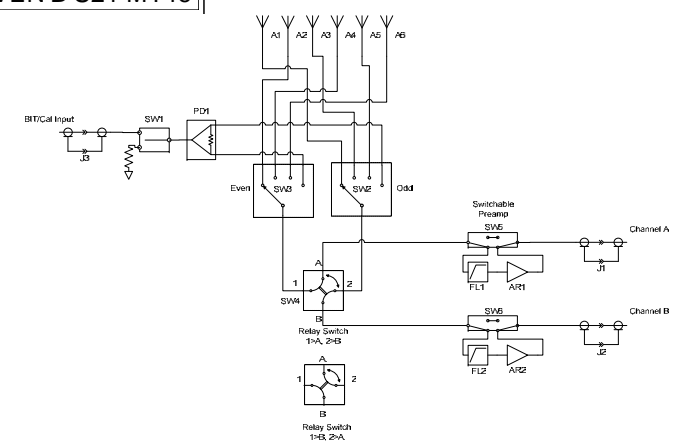 A1 A2 A3 A4 A5 A6
BIT/Cal Input
SW1
PD1
J3
Even
SW3
SW2
Odd
Switchable
Preamp
SW5
Channel A
FL1
AR1
J1
A
1
2
SW4
B
Relay Switch
1>A, 2>B
SW6
Channel B
FL2
AR2
J2
A
1
2
B
Relay Switch
1>B, 2>A